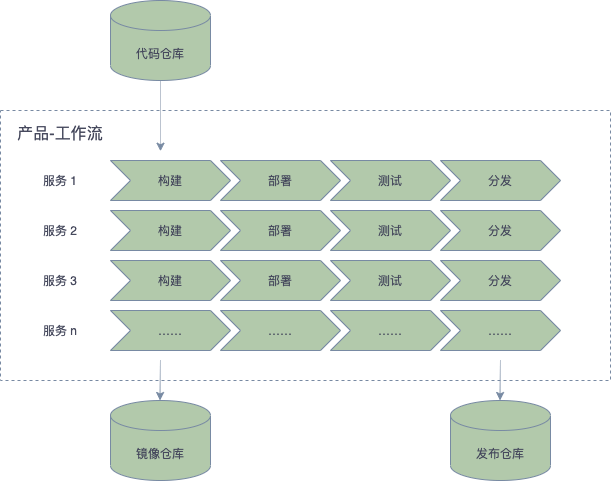 代码仓库
产品-工作流
服务 1 构建 部署 测试 分发
服务 2 构建 部署 测试 分发
服务 3 构建 部署 测试 分发
服务 n ...... ...... ...... ......
镜像仓库 发布仓库